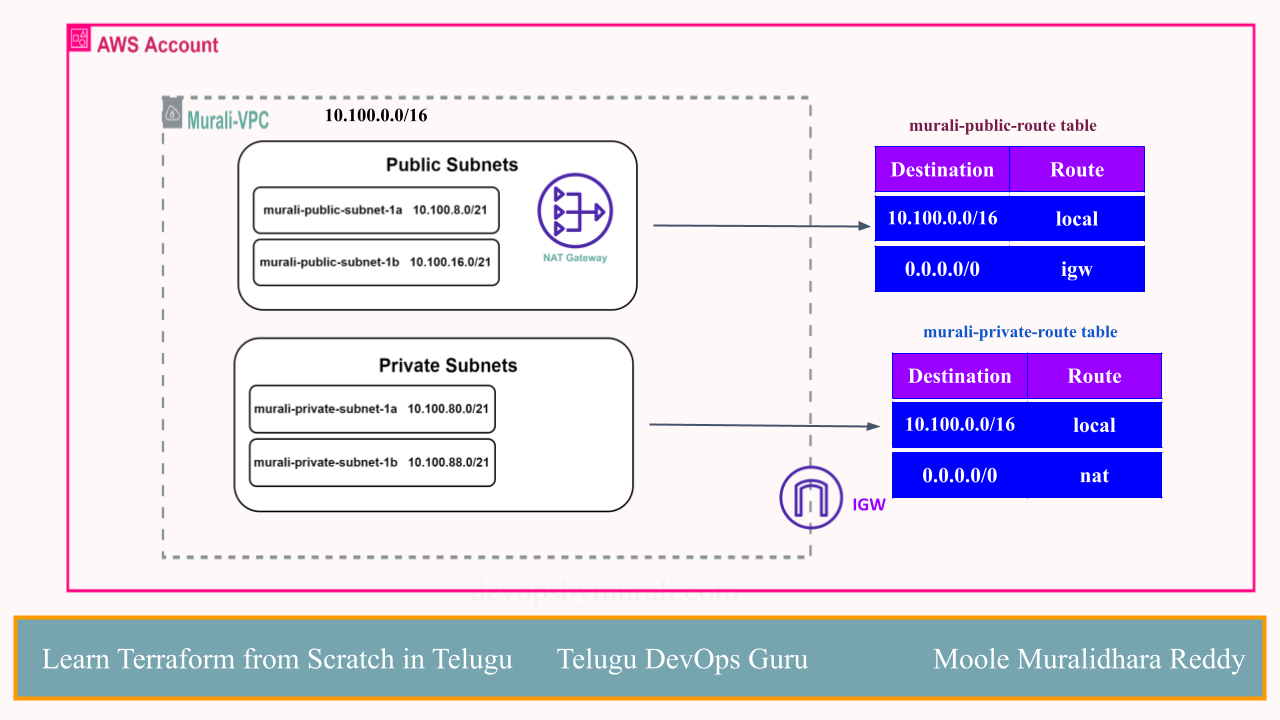 AWS Account
Murali-VPC 10.100.0.0/16
Public Subnets
murali-public-subnet-1a 10.100.8.0/21
murali-public-subnet-1b 10.100.16.0/21
NAT Gateway
Private Subnets
murali-private-subnet-1a 10.100.80.0/21
murali-private-subnet-1b 10.100.88.0/21
IGW
murali-public-route table
Destination Route
10.100.0.0/16 local
0.0.0.0/0 igw
murali-private-route table
Destination Route
10.100.0.0/16 local
0.0.0.0/0 nat
devopsbymurali.com
Learn Terraform from Scratch in Telugu Telugu DevOps Guru Moole Muralidhara Reddy